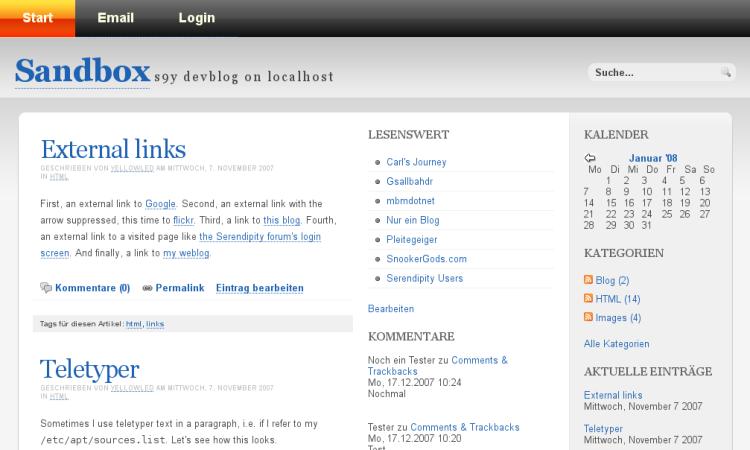 Start Email Login
Sandbox s9y devblog on localhost
Suche...
External links
GESCHRIEBEN VON YELLOWLED AM MITTWOCH, 7. NOVEMBER 2007
IN HTML
First, an external link to Google. Second, an external link with the
arrow suppressed, this time to flickr. Third, a link to this blog. Fourth,
an external link to a visited page like the Serendipity forum's login
screen. And finally, a link to my weblog.
Kommentare (0) Permalink Eintrag bearbeiten
Tags für diesen Artikel: html, links
Teletyper
GESCHRIEBEN VON YELLOWLED AM MITTWOCH, 7. NOVEMBER 2007
IN HTML
Sometimes I use teletyper text in a paragraph, i.e. if I refer to my
/etc/apt/sources.list. Let's see how this looks.
LESENSWERT
Carl's Journey
Gsallbahdr
mbmdotnet
Nur ein Blog
Pleitegeiger
SnookerGods.com
Serendipity Users
Bearbeiten
KOMMENTARE
Noch ein Tester zu Comments &
Trackbacks
Mo, 17.12.2007 10:24
Nochmal
Tester zu Comments & Trackbacks
Mo, 17.12.2007 10:20
Test
KALENDER
Januar '08
Mo Di Mi Do Fr Sa So
1 2 3 4 5 6
7 8 9 10 11 12 13
14 15 16 17 18 19 20
21 22 23 24 25 26 27
28 29 30 31
KATEGORIEN
Blog (2)
HTML (14)
Images (4)
Alle Kategorien
AKTUELLE EINTRÄGE
External links
Mittwoch, November 7 2007
Teletyper
Mittwoch, November 7 2007